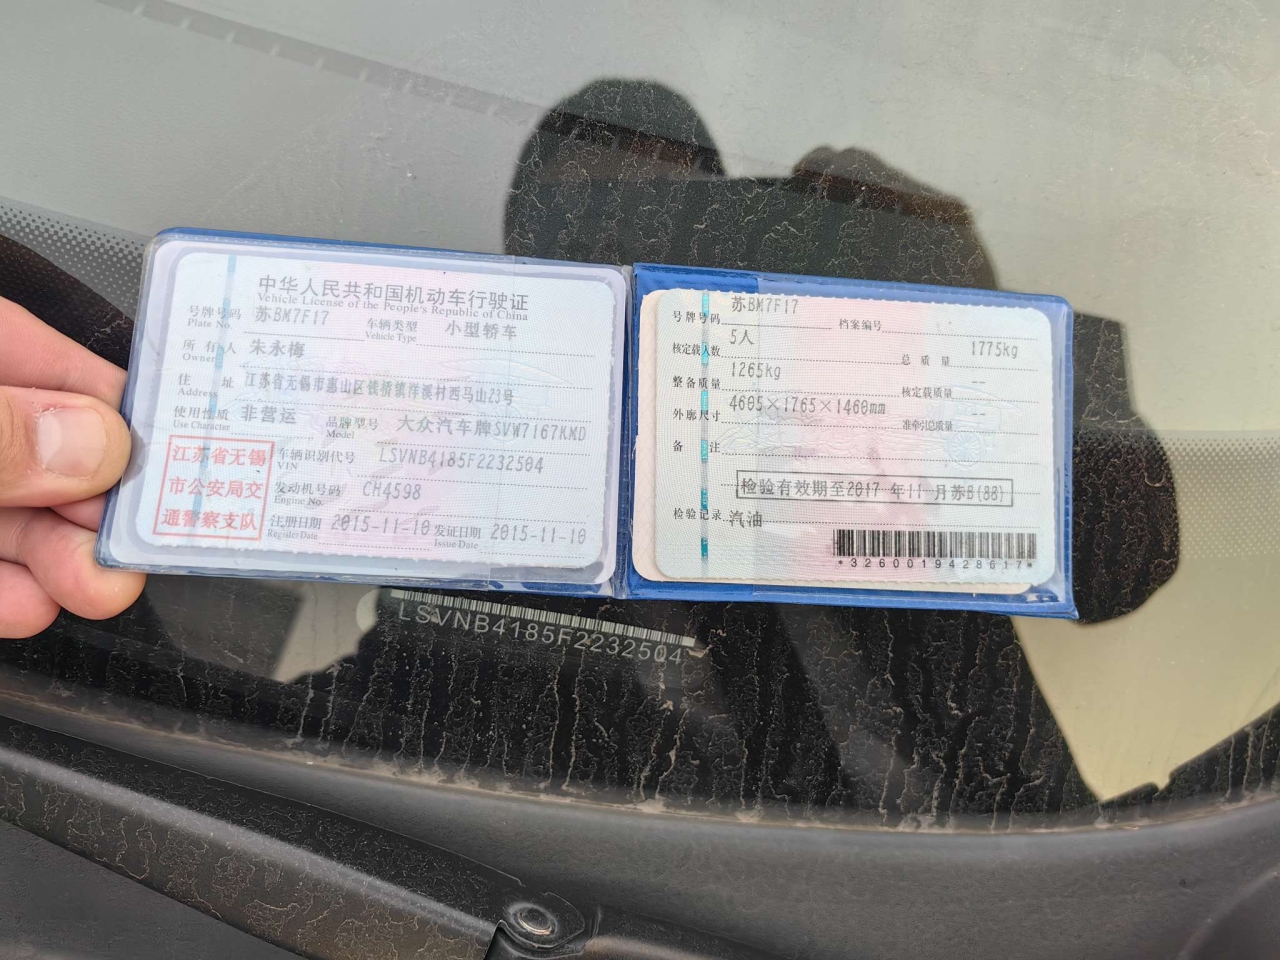 中华人民共和国机动车行驶证
Vehicle License of the People's Republic of China
号牌号码 苏BM7F17 车辆类型 小型轿车
Plate No. Vehicle Type
所有人 朱永梅
Owner
住址 江苏省无锡市惠山区钱桥镇洋溪村西马山23号
Address
使用性质 非营运 品牌型号 大众汽车牌SVW7167KMD
Use Character Model
江苏省无锡
市公安局交
通警察支队
车辆识别代号 LSVNB4185F2232504
VIN
发动机号码 CH4598
Engine No.
注册日期 2015-11-10 发证日期 2015-11-10
Register Date Issue Date
号牌号码 苏BM7F17 档案编号
核定载人数 5人 总质量 1775kg
整备质量 1265kg 核定载质量 --
外廓尺寸 4605×1765×1460mm 准牵引总质量 --
备注
检验有效期至2017年11月苏B(88)
检验记录 汽油
*3260019428617*
LSVNB4185F2232504